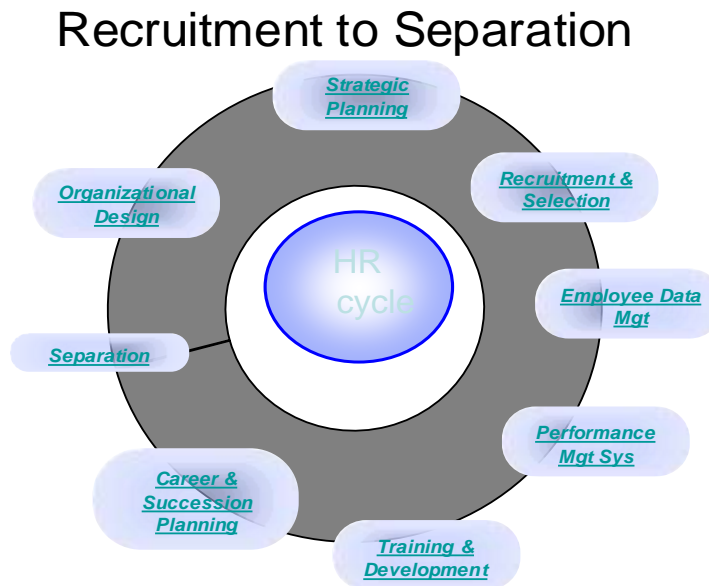 Recruitment to Separation
Strategic
Planning
Recruitment &
Selection
Organizational
Design
HR
cycle
Employee Data
Mgt
Separation
Performance
Mgt Sys
Career &
Succession
Planning
Training &
Development